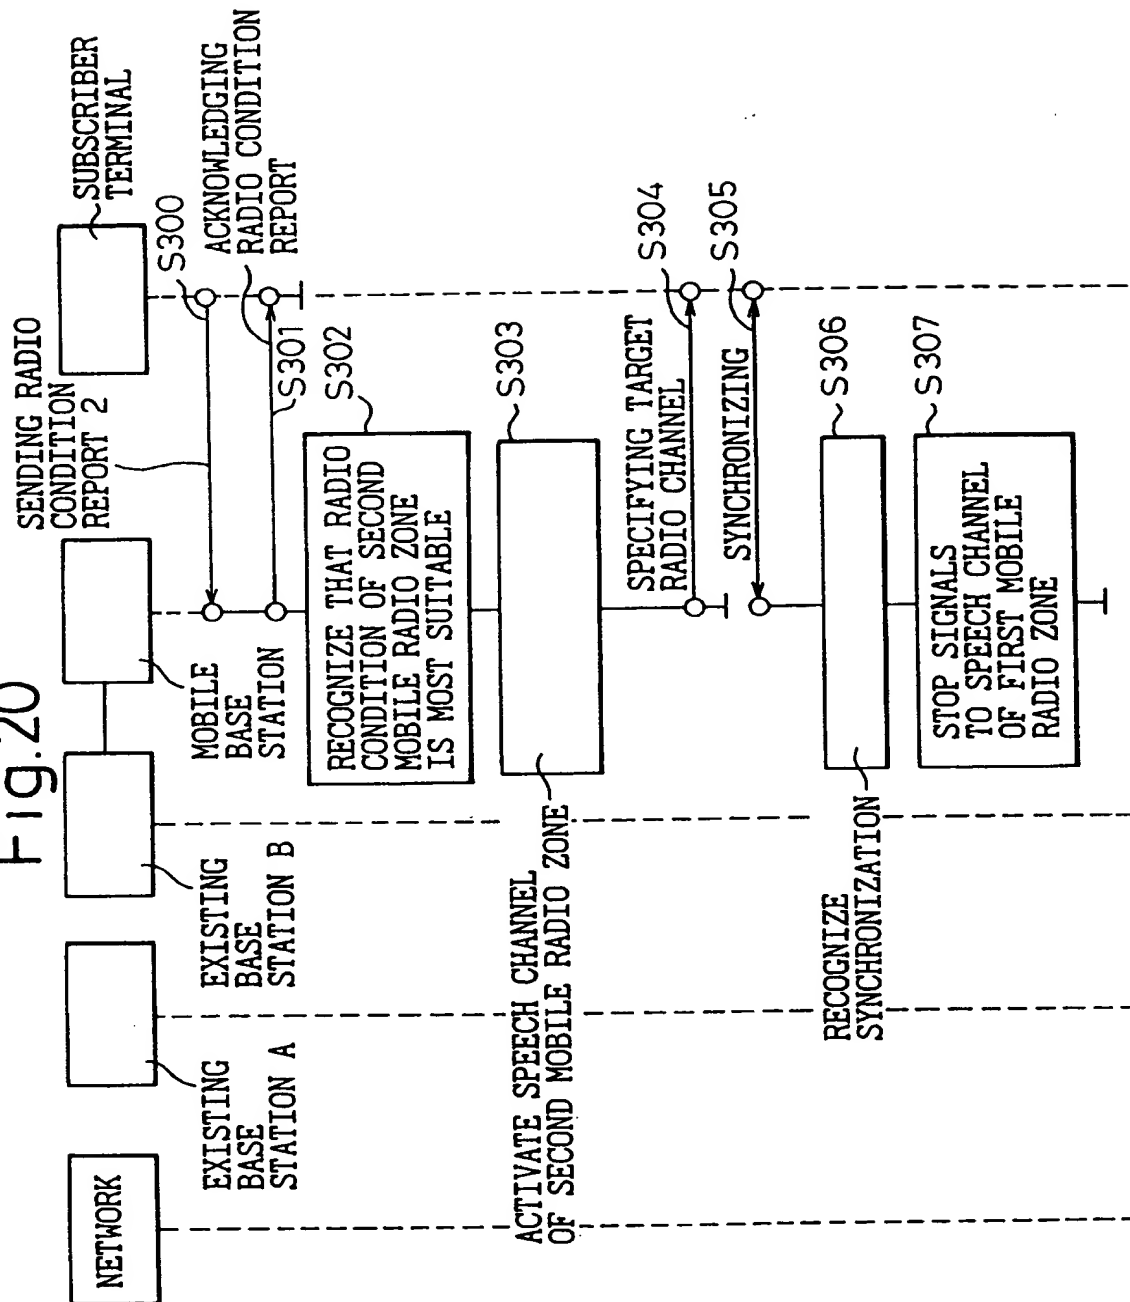 Fig.20
NETWORK
EXISTING
BASE
STATION A
EXISTING
BASE
STATION B
MOBILE
BASE
STATION
SUBSCRIBER
TERMINAL
SENDING RADIO
CONDITION
REPORT 2
S300
ACKNOWLEDGING
RADIO CONDITION
REPORT
S301
RECOGNIZE THAT RADIO
CONDITION OF SECOND
MOBILE RADIO ZONE
IS MOST SUITABLE
S302
ACTIVATE SPEECH CHANNEL
OF SECOND MOBILE RADIO ZONE
S303
SPECIFYING TARGET
RADIO CHANNEL
S304
SYNCHRONIZING
S305
RECOGNIZE
SYNCHRONIZATION
S306
STOP SIGNALS
TO SPEECH CHANNEL
OF FIRST MOBILE
RADIO ZONE
S307